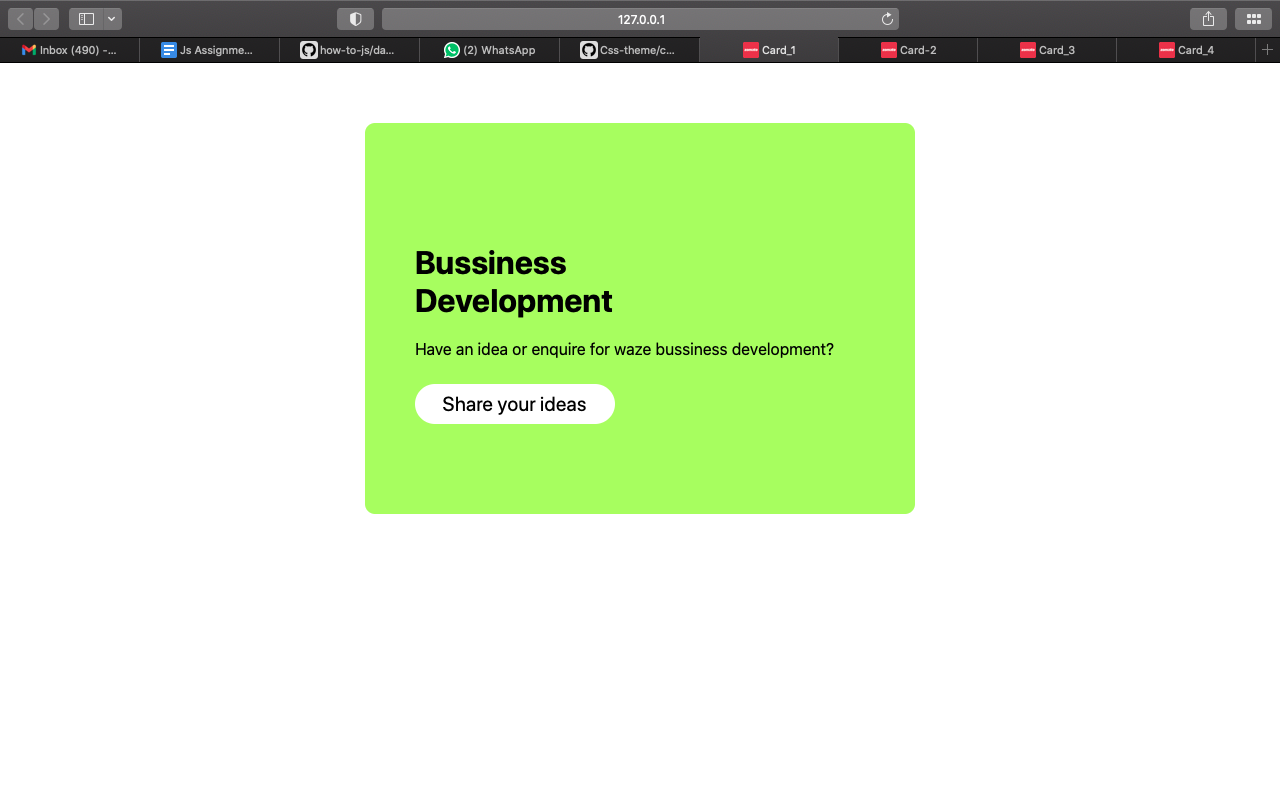 127.0.0.1
Inbox (490) -...
Js Assignme...
how-to-js/da...
(2) WhatsApp
Css-theme/c...
Card_1
Card-2
Card_3
Card_4
Bussiness
Development
Have an idea or enquire for waze bussiness development?
Share your ideas